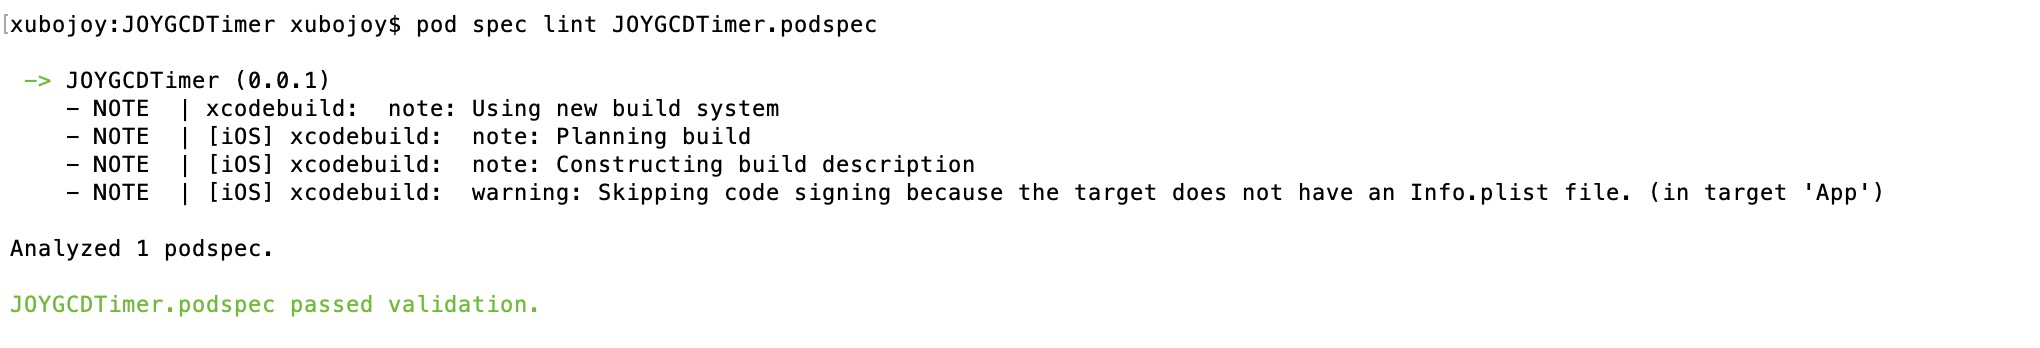 [xubojoy:JOYGCDTimer xubojoy$ pod spec lint JOYGCDTimer.podspec
-> JOYGCDTimer (0.0.1)
- NOTE  | xcodebuild:  note: Using new build system
- NOTE  | [iOS] xcodebuild:  note: Planning build
- NOTE  | [iOS] xcodebuild:  note: Constructing build description
- NOTE  | [iOS] xcodebuild:  warning: Skipping code signing because the target does not have an Info.plist file. (in target 'App')
Analyzed 1 podspec.
JOYGCDTimer.podspec passed validation.